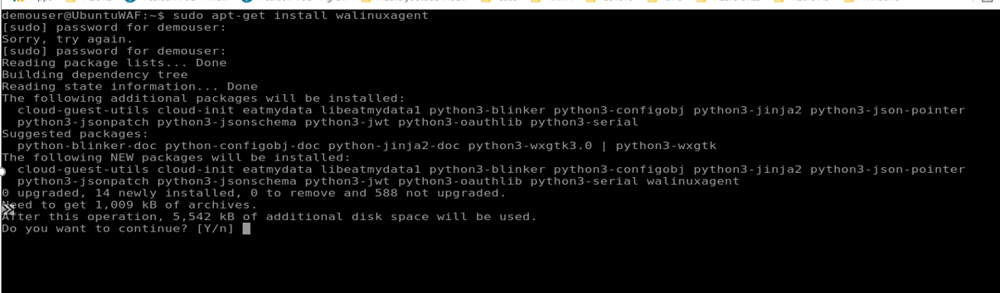 demouser@UbuntuWAF:~$ sudo apt-get install walinuxagent
[sudo] password for demouser:
Sorry, try again.
[sudo] password for demouser:
Reading package lists... Done
Building dependency tree
Reading state information... Done
The following additional packages will be installed:
  cloud-guest-utils cloud-init eatmydata libeatmydata1 python3-blinker python3-configobj python3-jinja2 python3-json-pointer
  python3-jsonpatch python3-jsonschema python3-jwt python3-oauthlib python3-serial
Suggested packages:
  python-blinker-doc python-configobj-doc python-jinja2-doc python3-wxgtk3.0 | python3-wxgtk
The following NEW packages will be installed:
  cloud-guest-utils cloud-init eatmydata libeatmydata1 python3-blinker python3-configobj python3-jinja2 python3-json-pointer
  python3-jsonpatch python3-jsonschema python3-jwt python3-oauthlib python3-serial walinuxagent
0 upgraded, 14 newly installed, 0 to remove and 588 not upgraded.
Need to get 1,009 kB of archives.
After this operation, 5,542 kB of additional disk space will be used.
Do you want to continue? [Y/n]